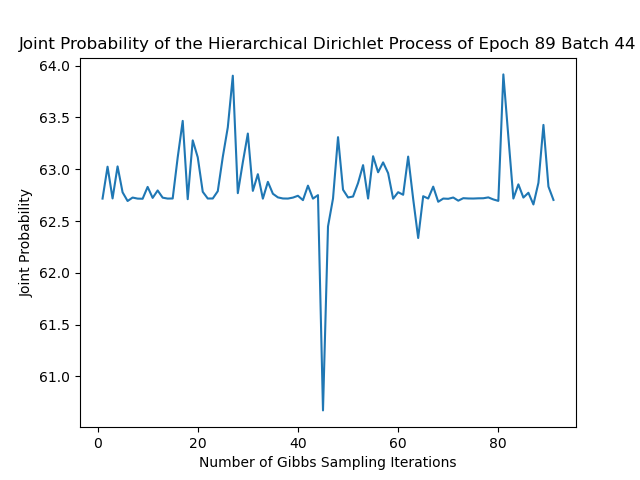 Joint Probability of the Hierarchical Dirichlet Process of Epoch 89 Batch 44
64.0
63.5
63.0
62.5
62.0
61.5
61.0
Joint Probability
0 20 40 60 80
Number of Gibbs Sampling Iterations